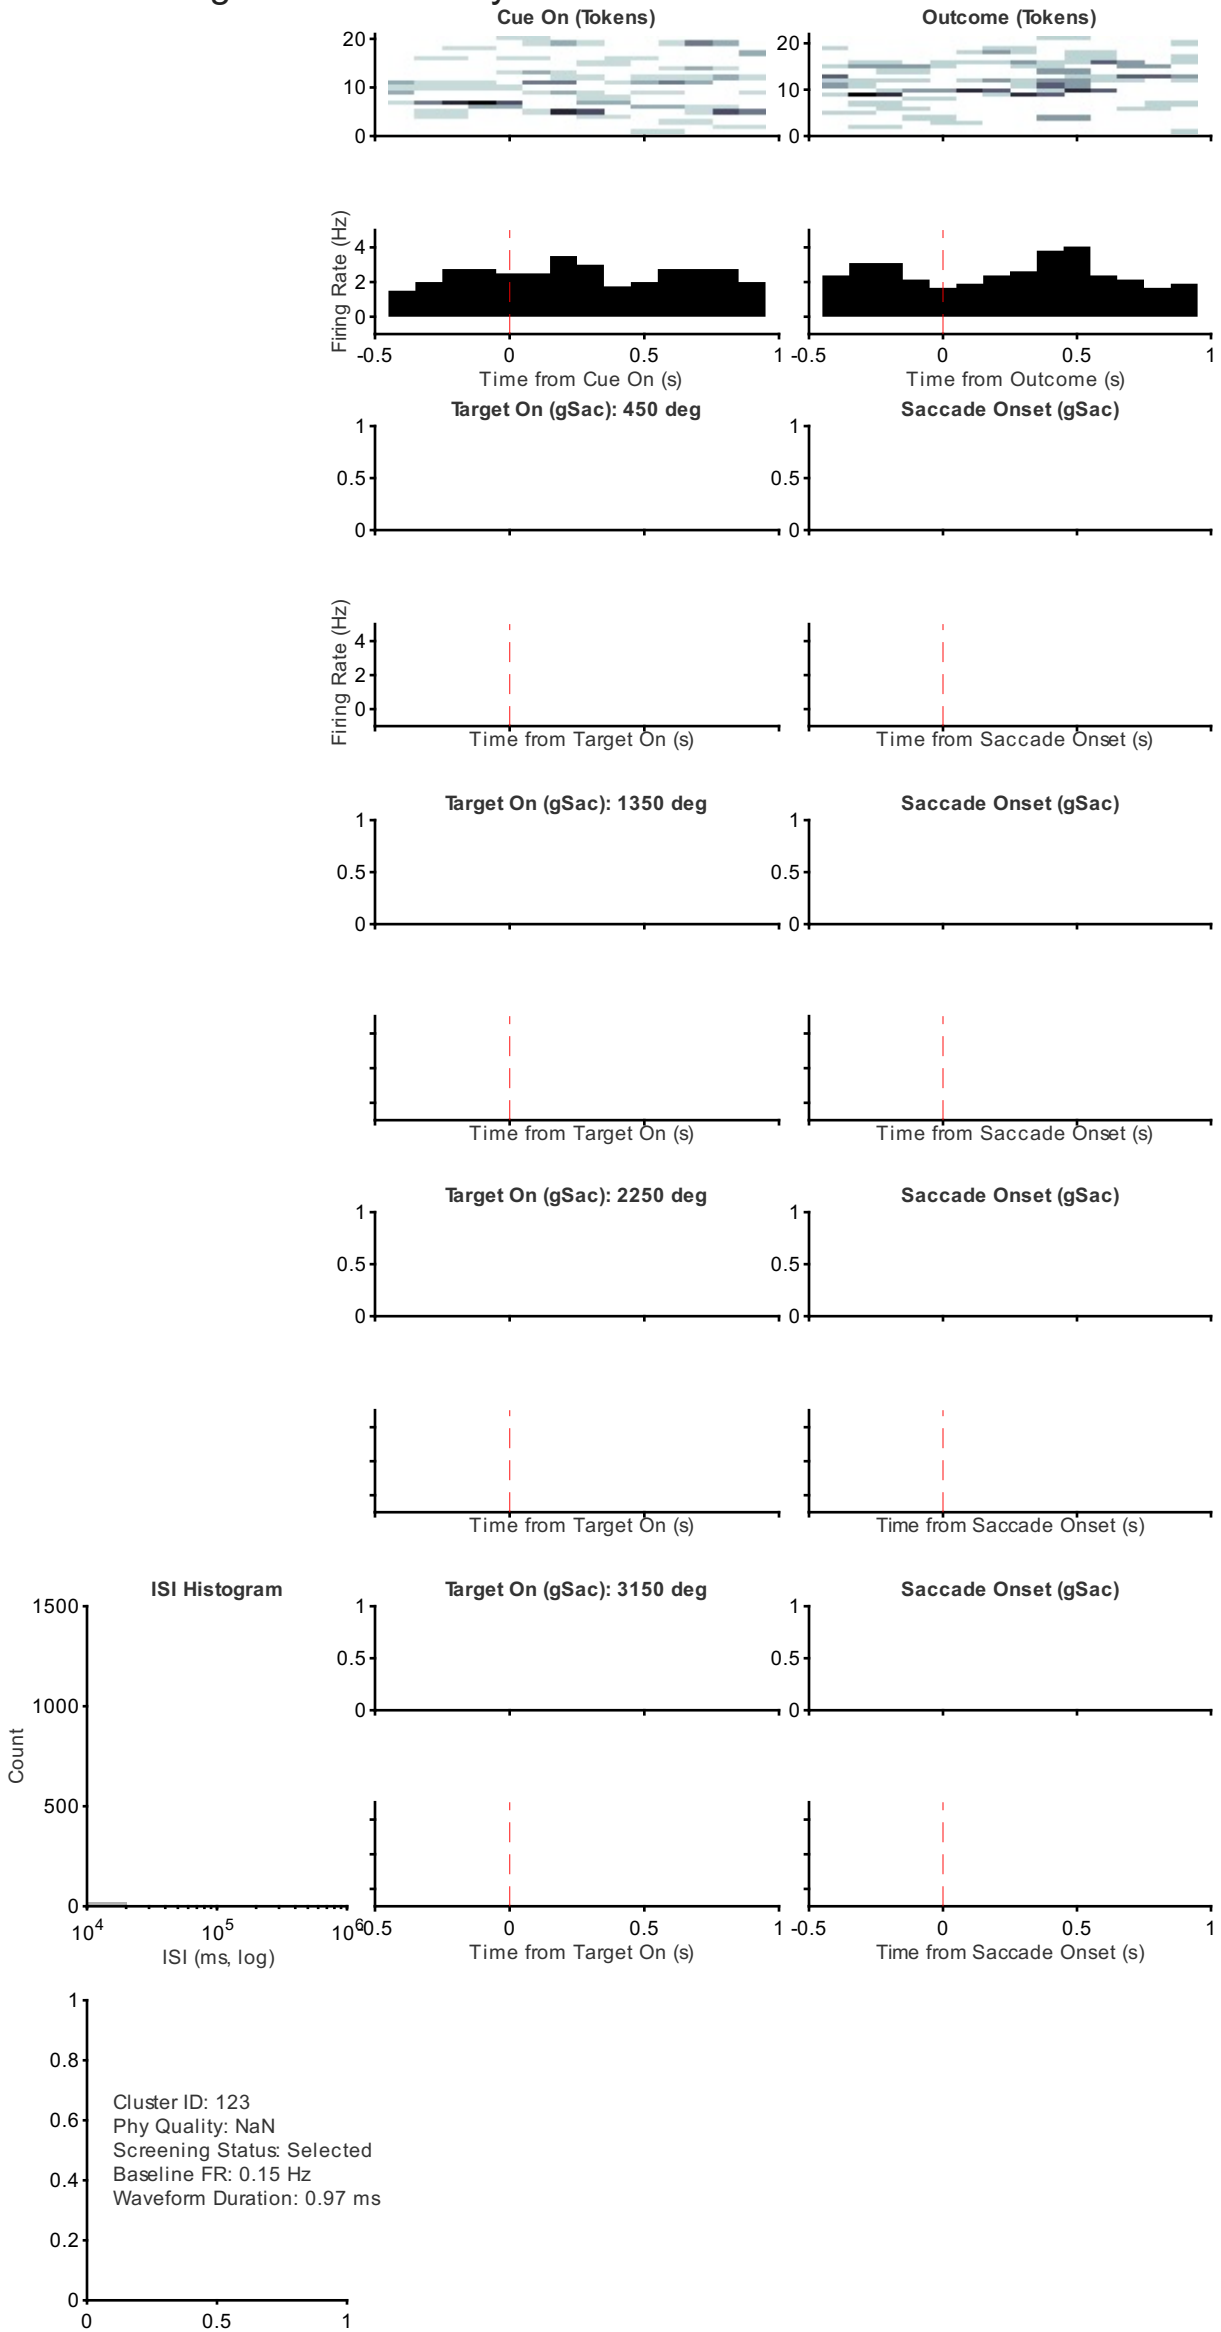 Cue On (Tokens)
Outcome (Tokens)
20
10
0
20
10
0
Firing Rate (Hz)
4
2
0
-0.5
0
0.5
1
-0.5
0
0.5
1
Time from Cue On (s)
Time from Outcome (s)
Target On (gSac): 450 deg
Saccade Onset (gSac)
1
0.5
0
1
0.5
0
Firing Rate (Hz)
4
2
0
Time from Target On (s)
Time from Saccade Onset (s)
Target On (gSac): 1350 deg
Saccade Onset (gSac)
1
0.5
0
1
0.5
0
Time from Target On (s)
Time from Saccade Onset (s)
Target On (gSac): 2250 deg
Saccade Onset (gSac)
1
0.5
0
1
0.5
0
Time from Target On (s)
Time from Saccade Onset (s)
ISI Histogram
Target On (gSac): 3150 deg
Saccade Onset (gSac)
1500
1000
500
0
Count
10^4
10^5
10^6
ISI (ms, log)
1
0.5
0
1
0.5
0
0.5
0
0.5
1
-0.5
0
0.5
1
Time from Target On (s)
Time from Saccade Onset (s)
1
0.8
0.6
0.4
0.2
0
Cluster ID: 123
Phy Quality: NaN
Screening Status: Selected
Baseline FR: 0.15 Hz
Waveform Duration: 0.97 ms
0
0.5
1